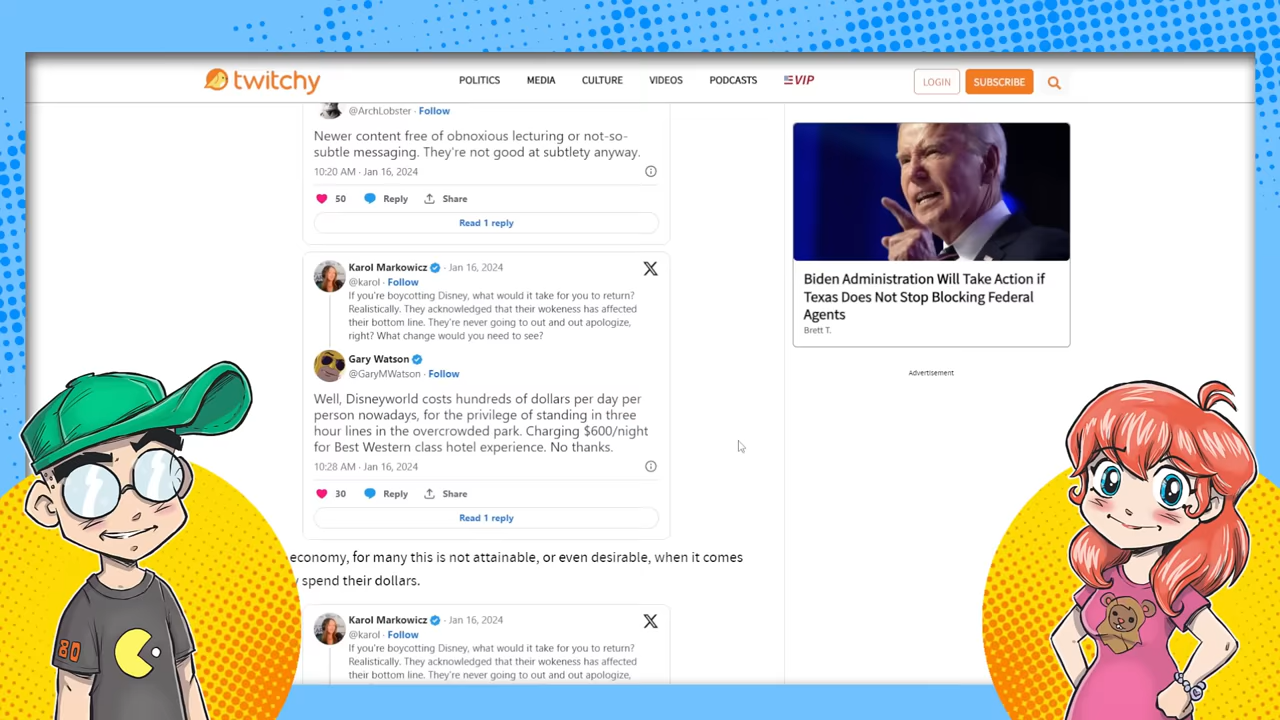 twitchy
POLITICS MEDIA CULTURE VIDEOS PODCASTS VIP
LOGIN SUBSCRIBE
@ArchLobster · Follow
Newer content free of obnoxious lecturing or not-so-
subtle messaging. They're not good at subtlety anyway.
10:20 AM · Jan 16, 2024
50 Reply Share
Read 1 reply
Karol Markowicz · Jan 16, 2024
@karol · Follow
If you're boycotting Disney, what would it take for you to return?
Realistically. They acknowledged that their wokeness has affected
their bottom line. They're never going to out and out apologize,
right? What change would you need to see?
Gary Watson
@GaryMWatson · Follow
Well, Disneyworld costs hundreds of dollars per day per
person nowadays, for the privilege of standing in three
hour lines in the overcrowded park. Charging $600/night
for Best Western class hotel experience. No thanks.
10:28 AM · Jan 16, 2024
30 Reply Share
Read 1 reply
economy, for many this is not attainable, or even desirable, when it comes
y spend their dollars.
Karol Markowicz · Jan 16, 2024
@karol · Follow
If you're boycotting Disney, what would it take for you to return?
Realistically. They acknowledged that their wokeness has affected
their bottom line. They're never going to out and out apologize,
Biden Administration Will Take Action if
Texas Does Not Stop Blocking Federal
Agents
Brett T.
Advertisement
80